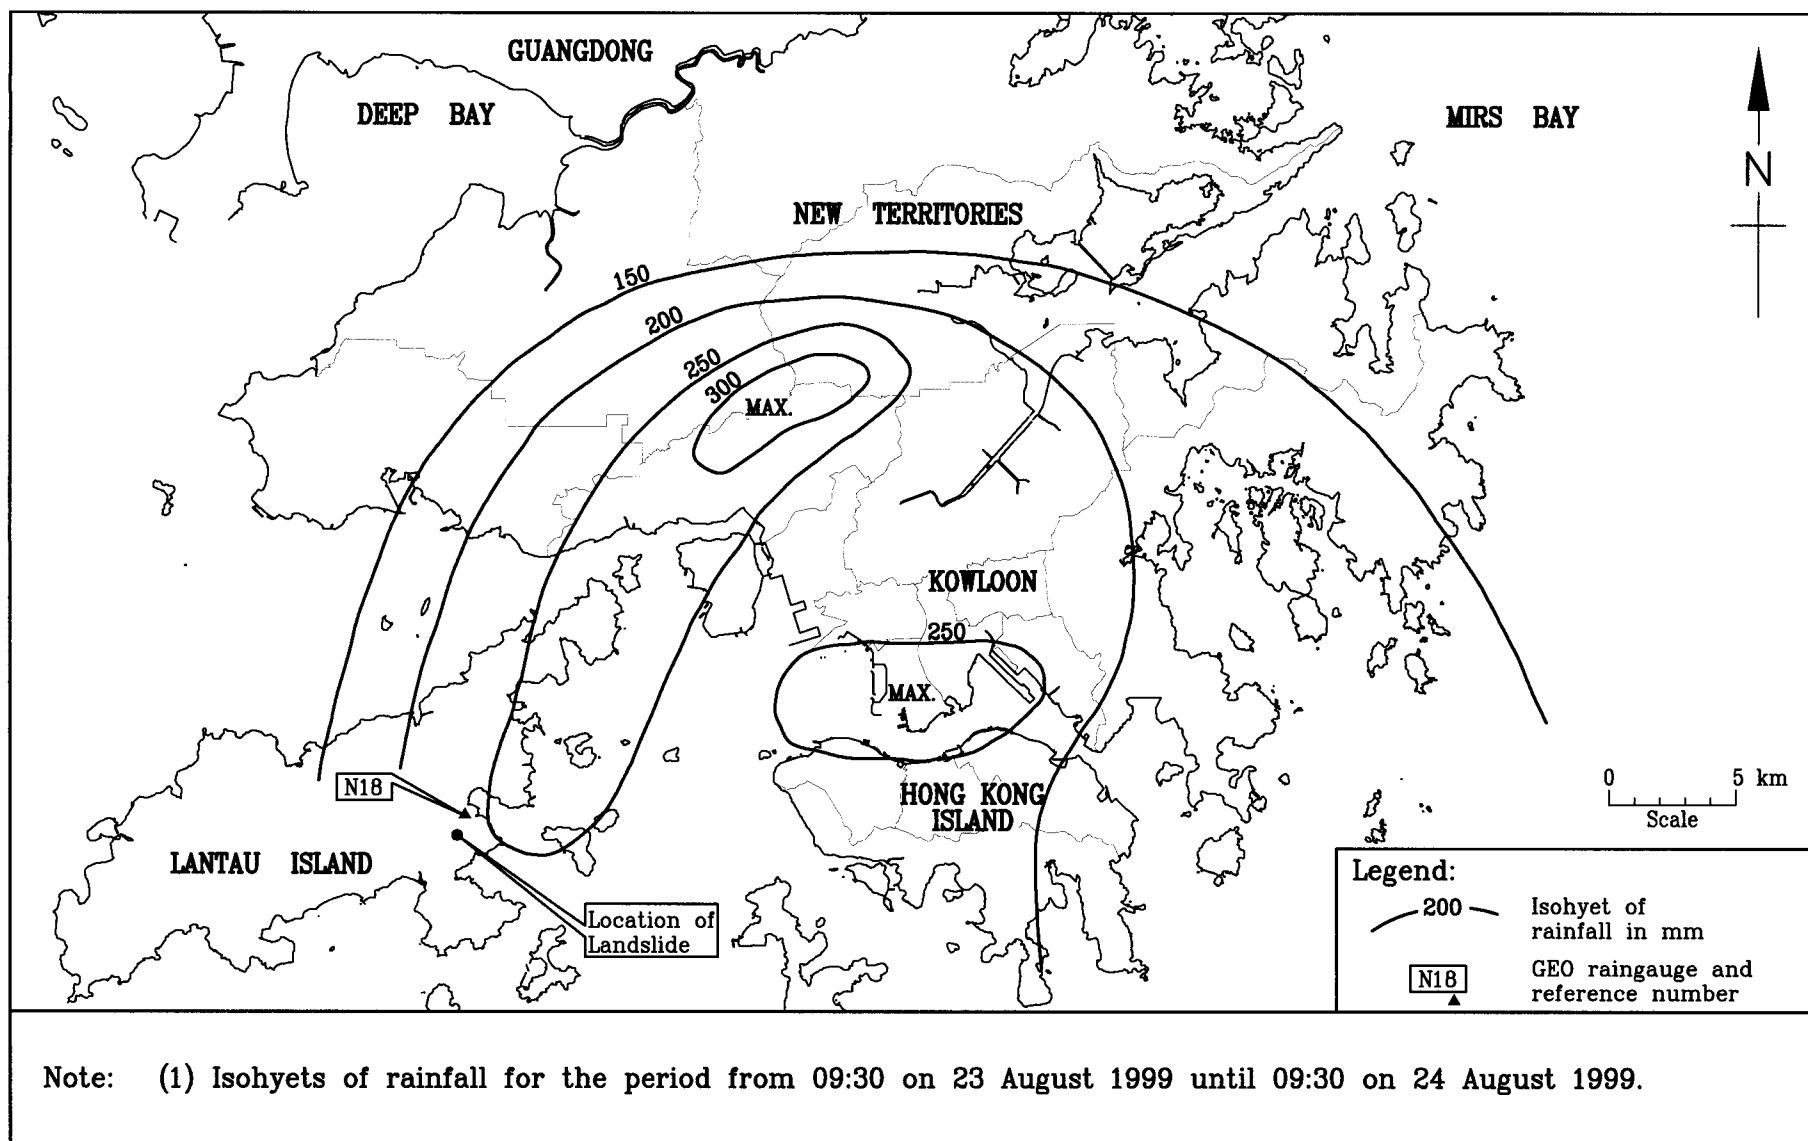 GUANGDONG
DEEP BAY
MIRS BAY
N
NEW TERRITORIES
150
200
250
300
MAX.
KOWLOON
250
MAX.
N18
HONG KONG
ISLAND
0 5 km
Scale
LANTAU ISLAND
Location of
Landslide
Legend:
200
Isohyet of
rainfall in mm
N18
GEO raingauge and
reference number
Note: (1) Isohyets of rainfall for the period from 09:30 on 23 August 1999 until 09:30 on 24 August 1999.